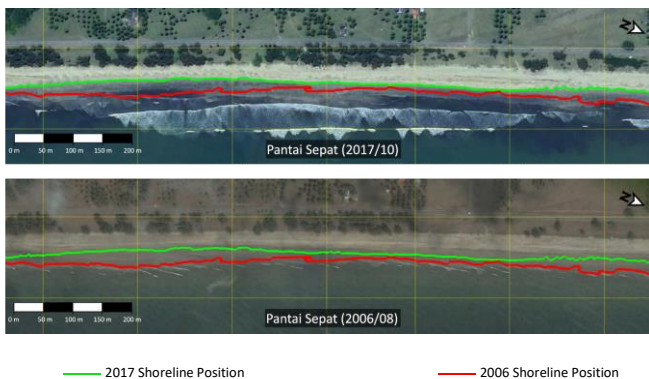 N
0 m 50 m 100 m 150 m 200 m
Pantai Sepat (2017/10)
N
0 m 50 m 100 m 150 m 200 m
Pantai Sepat (2006/08)
2017 Shoreline Position 2006 Shoreline Position